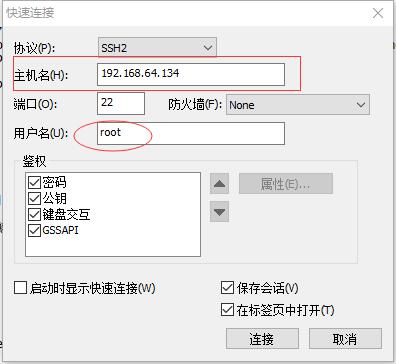 快速连接
协议(P): SSH2
主机名(H): 192.168.64.134
端口(O): 22 防火墙(F): None
用户名(U): root
鉴权
密码
公钥
键盘交互
GSSAPI
属性(E)...
启动时显示快速连接(W) 保存会话(V)
在标签页中打开(T)
连接 取消